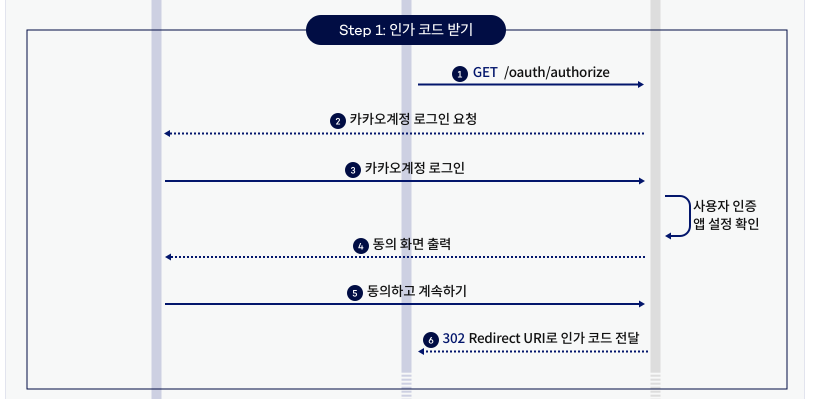 Step 1: 인가 코드 받기
1 GET /oauth/authorize
2 카카오계정 로그인 요청
3 카카오계정 로그인
사용자 인증
앱 설정 확인
4 동의 화면 출력
5 동의하고 계속하기
6 302 Redirect URI로 인가 코드 전달